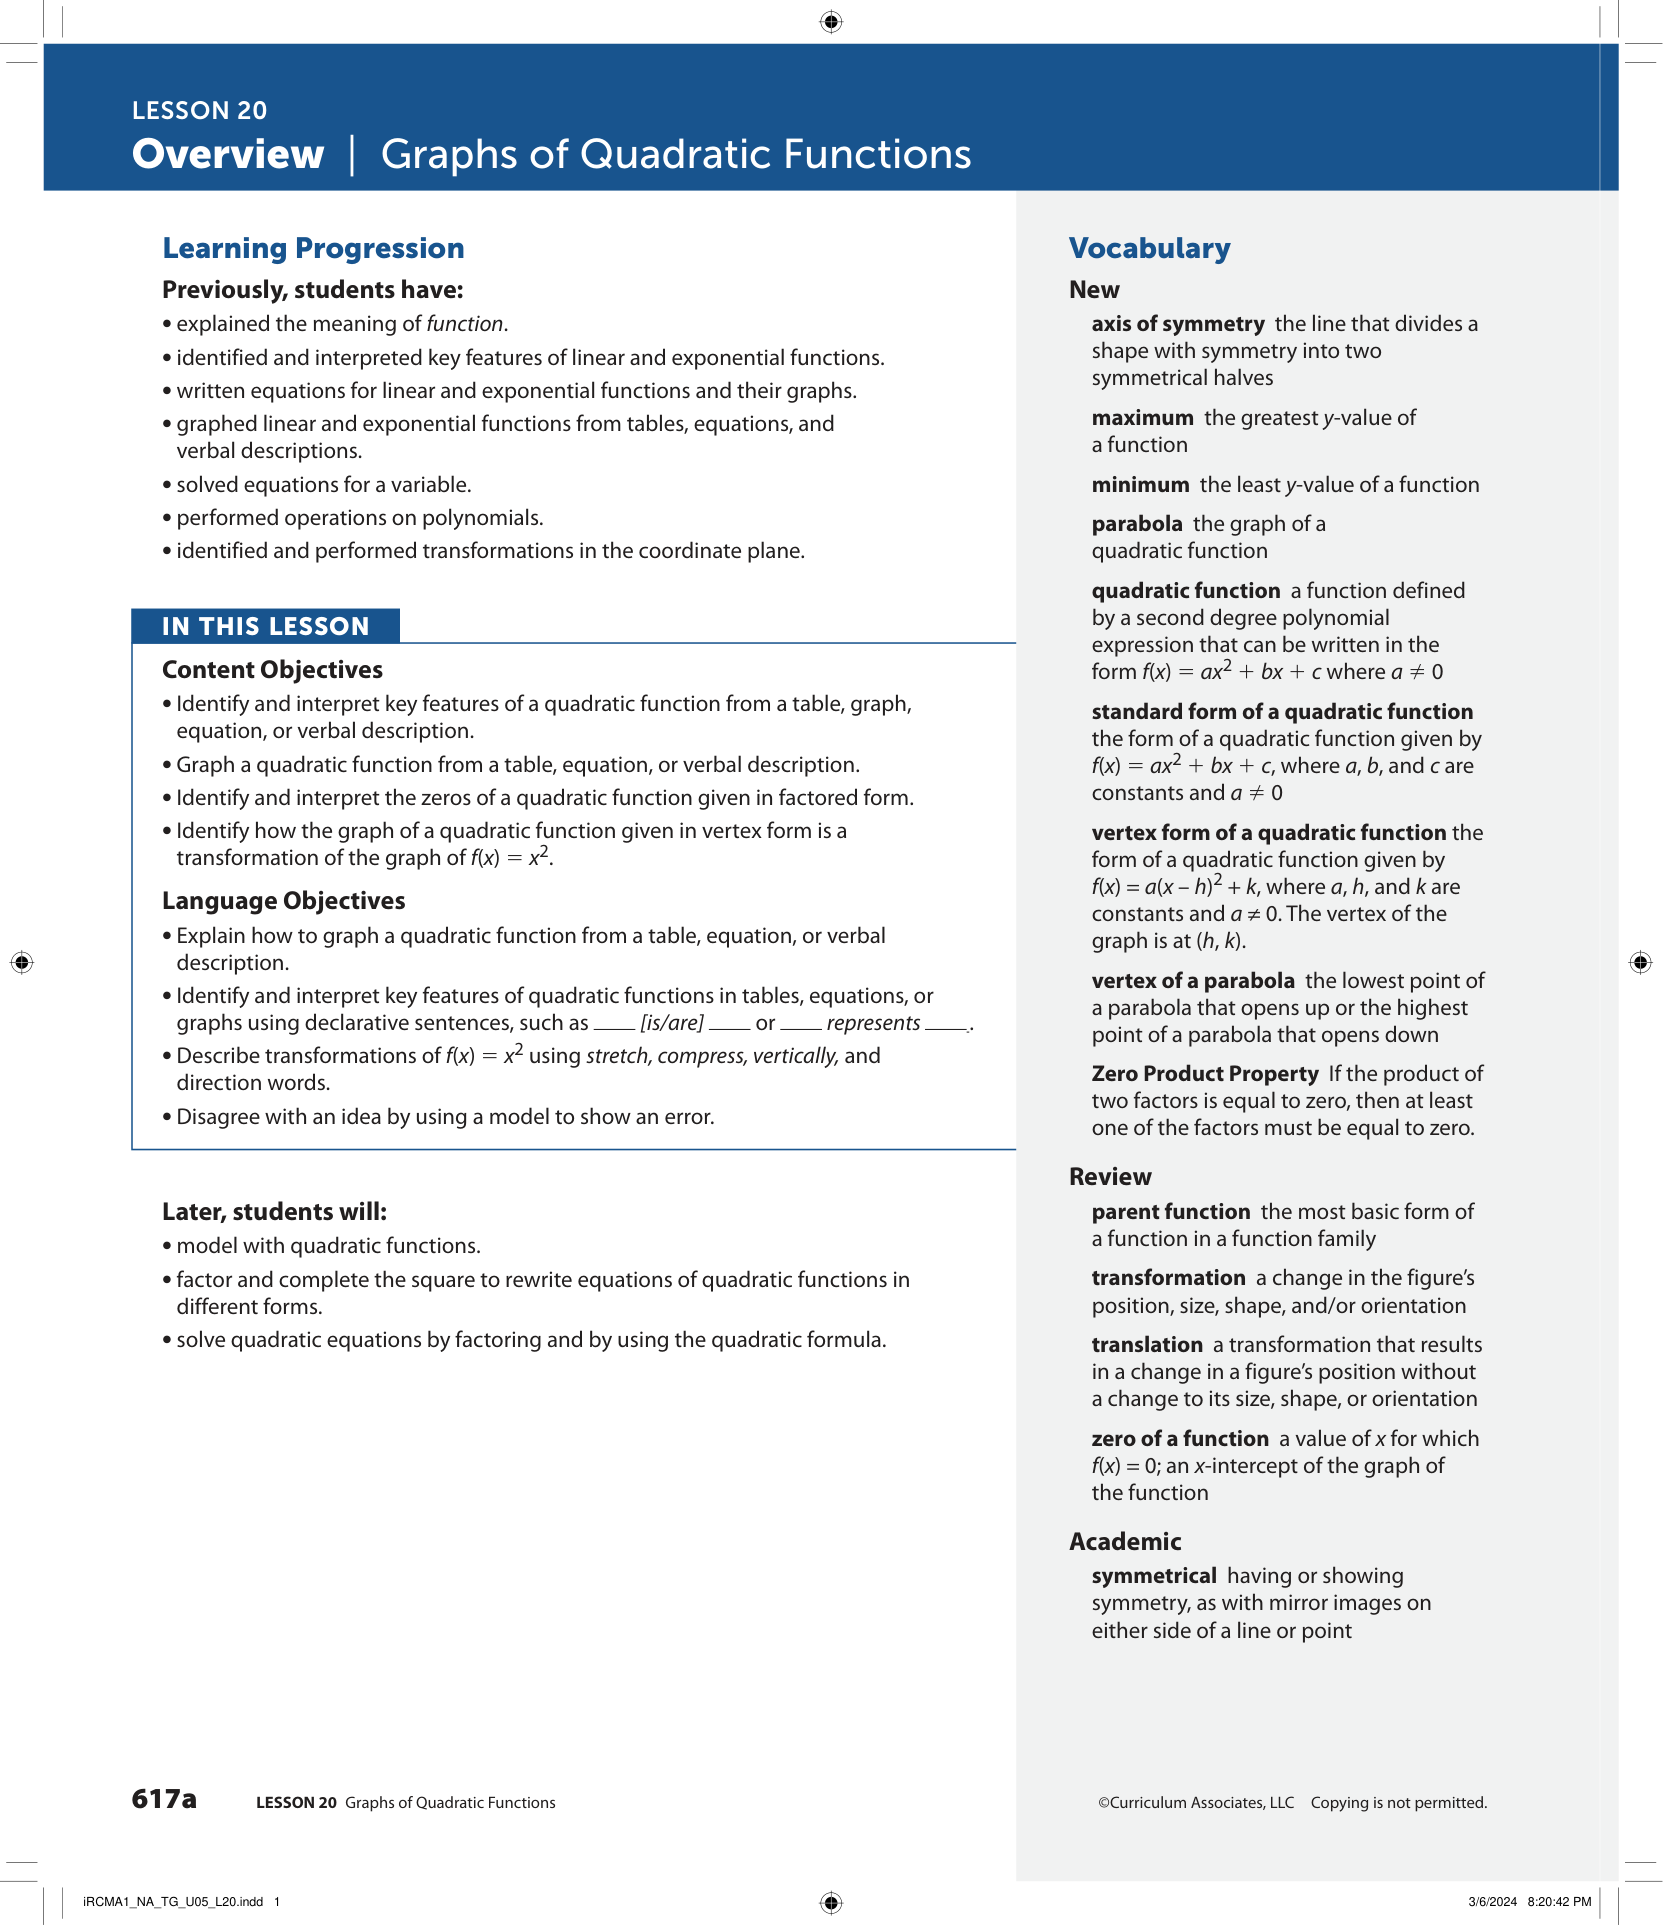 LESSON 20
Overview | Graphs of Quadratic Functions
Learning Progression
Previously, students have:
• explained the meaning of function.
• identified and interpreted key features of linear and exponential functions.
• written equations for linear and exponential functions and their graphs.
• graphed linear and exponential functions from tables, equations, and
verbal descriptions.
• solved equations for a variable.
• performed operations on polynomials.
• identified and performed transformations in the coordinate plane.
IN THIS LESSON
Content Objectives
• Identify and interpret key features of a quadratic function from a table, graph,
equation, or verbal description.
• Graph a quadratic function from a table, equation, or verbal description.
• Identify and interpret the zeros of a quadratic function given in factored form.
• Identify how the graph of a quadratic function given in vertex form is a
transformation of the graph of f(x) = x².
Language Objectives
• Explain how to graph a quadratic function from a table, equation, or verbal
description.
• Identify and interpret key features of quadratic functions in tables, equations, or
graphs using declarative sentences, such as ____ [is/are] ____ or ____ represents ____.
• Describe transformations of f(x) = x² using stretch, compress, vertically, and
direction words.
• Disagree with an idea by using a model to show an error.
Later, students will:
• model with quadratic functions.
• factor and complete the square to rewrite equations of quadratic functions in
different forms.
• solve quadratic equations by factoring and by using the quadratic formula.
Vocabulary
New
axis of symmetry the line that divides a
shape with symmetry into two
symmetrical halves
maximum the greatest y-value of
a function
minimum the least y-value of a function
parabola the graph of a
quadratic function
quadratic function a function defined
by a second degree polynomial
expression that can be written in the
form f(x) = ax² + bx + c where a ≠ 0
standard form of a quadratic function
the form of a quadratic function given by
f(x) = ax² + bx + c, where a, b, and c are
constants and a ≠ 0
vertex form of a quadratic function the
form of a quadratic function given by
f(x) = a(x – h)² + k, where a, h, and k are
constants and a ≠ 0. The vertex of the
graph is at (h, k).
vertex of a parabola the lowest point of
a parabola that opens up or the highest
point of a parabola that opens down
Zero Product Property If the product of
two factors is equal to zero, then at least
one of the factors must be equal to zero.
Review
parent function the most basic form of
a function in a function family
transformation a change in the figure's
position, size, shape, and/or orientation
translation a transformation that results
in a change in a figure's position without
a change to its size, shape, or orientation
zero of a function a value of x for which
f(x) = 0; an x-intercept of the graph of
the function
Academic
symmetrical having or showing
symmetry, as with mirror images on
either side of a line or point
617a LESSON 20 Graphs of Quadratic Functions
©Curriculum Associates, LLC Copying is not permitted.
iRCMA1_NA_TG_U05_L20.indd 1
3/6/2024 8:20:42 PM